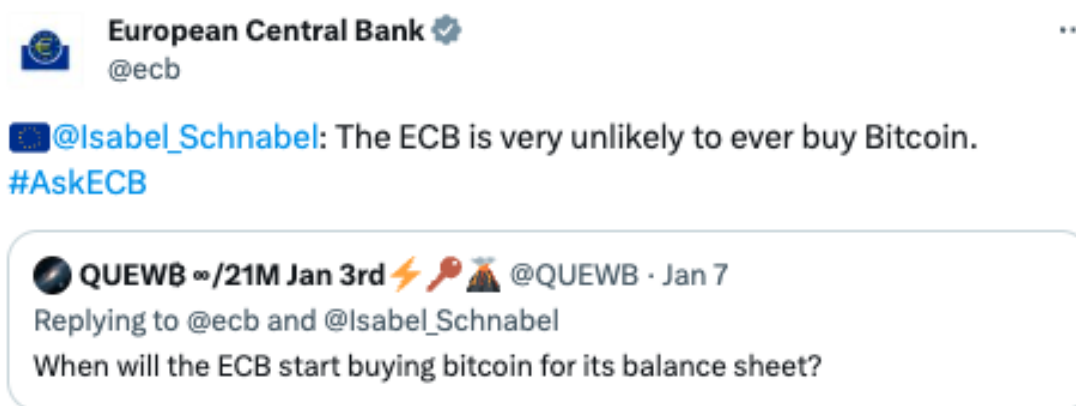 European Central Bank
@ecb
🇪🇺@Isabel_Schnabel: The ECB is very unlikely to ever buy Bitcoin.
#AskECB
QUEW₿ ∞/21M Jan 3rd⚡🔑🌋 @QUEWB · Jan 7
Replying to @ecb and @Isabel_Schnabel
When will the ECB start buying bitcoin for its balance sheet?